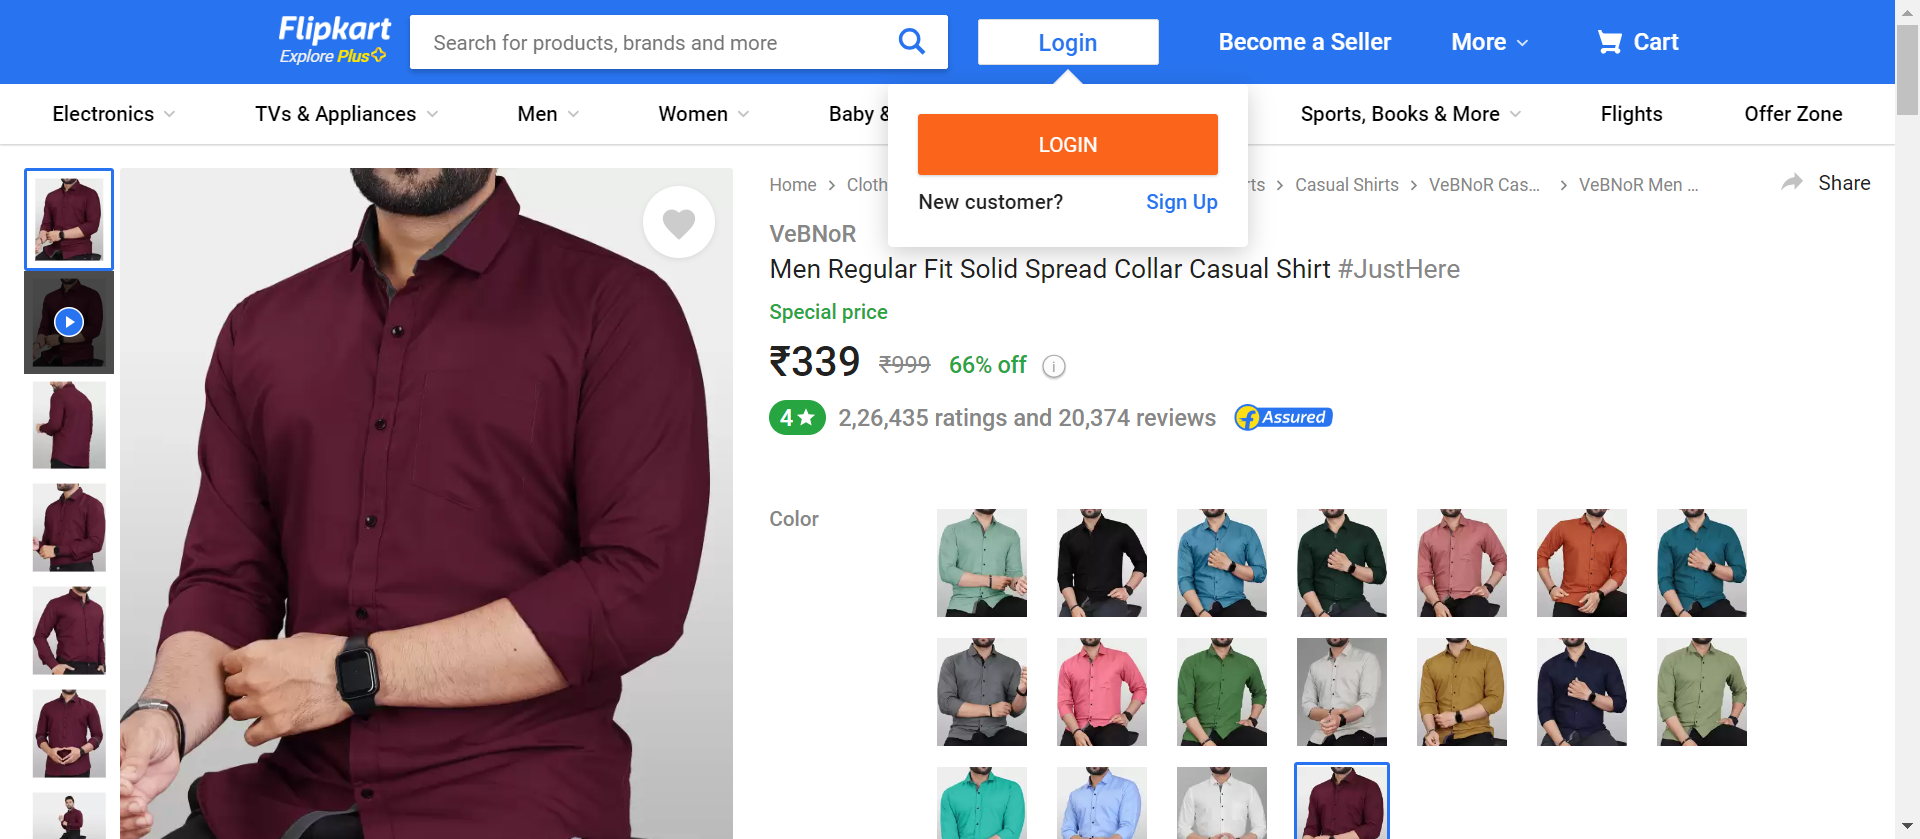 Flipkart
Explore Plus
Search for products, brands and more
Login
Become a Seller
More
Cart
Electronics
TVs & Appliances
Men
Women
Baby &
Sports, Books & More
Flights
Offer Zone
LOGIN
New customer?
Sign Up
Home
Cloth
rts
Casual Shirts
VeBNoR Cas...
VeBNoR Men ...
Share
VeBNoR
Men Regular Fit Solid Spread Collar Casual Shirt #JustHere
Special price
₹339 ₹999 66% off i
4 2,26,435 ratings and 20,374 reviews f Assured
Color